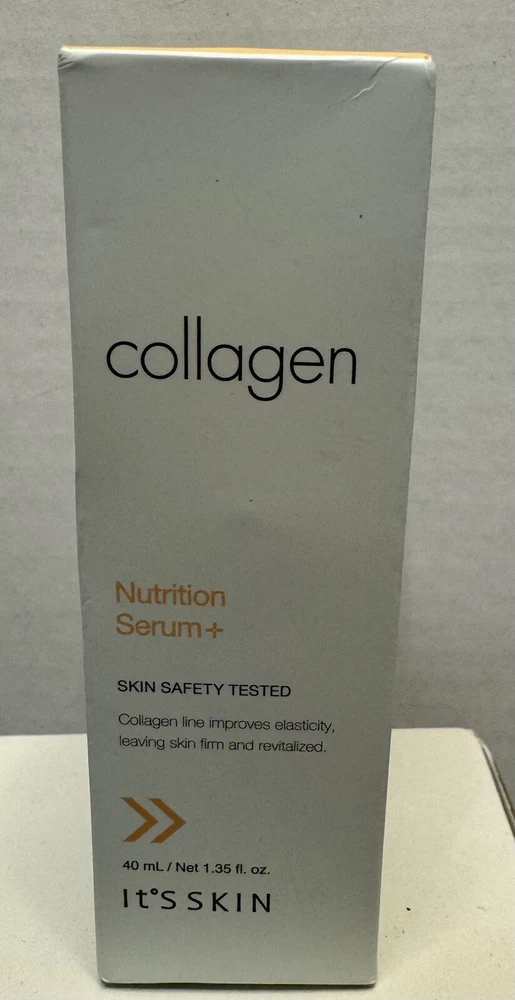 collagen
Nutrition
Serum+
SKIN SAFETY TESTED
Collagen line improves elasticity,
leaving skin firm and revitalized.
40 mL / Net 1.35 fl. oz.
It°S SKIN